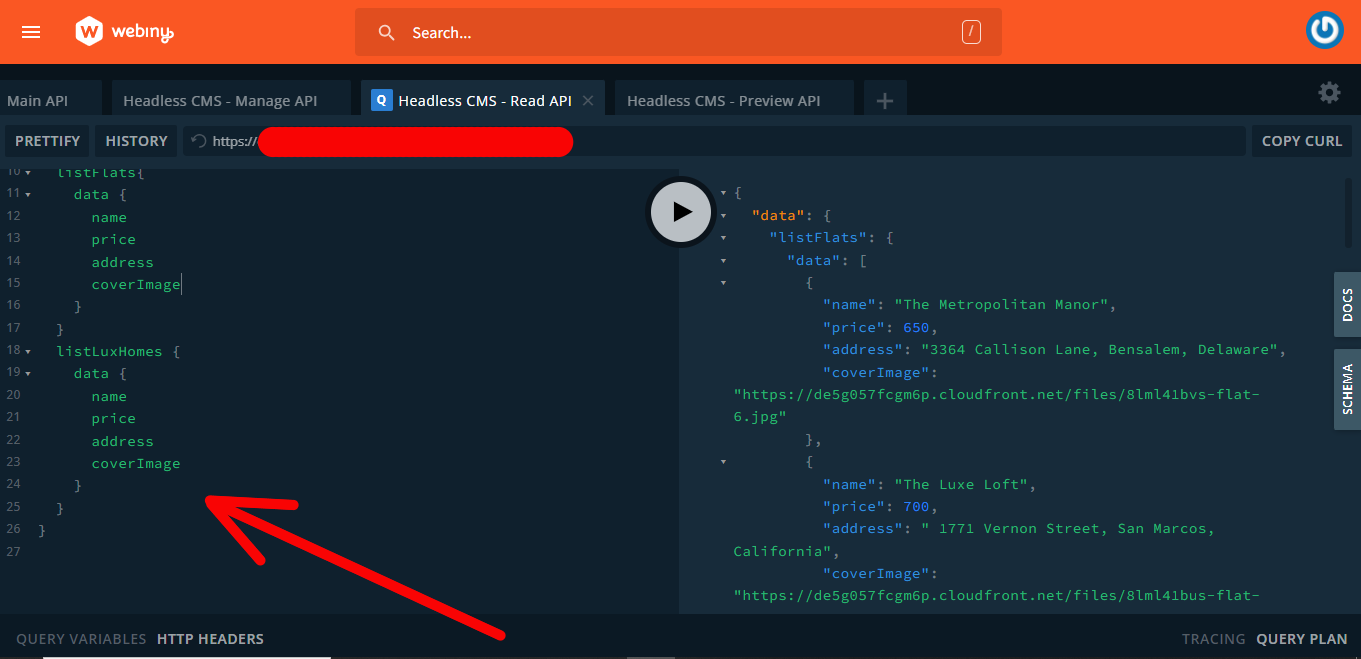 webiny
Search...
/
Main API
Headless CMS - Manage API
Q Headless CMS - Read API
Headless CMS - Preview API
PRETTIFY
HISTORY
https://
COPY CURL
10 listFlats{
11 data {
12 name
13 price
14 address
15 coverImage
16 }
17 }
18 listLuxHomes {
19 data {
20 name
21 price
22 address
23 coverImage
24 }
25 }
26 }
27
{
"data": {
"listFlats": {
"data": [
{
"name": "The Metropolitan Manor",
"price": 650,
"address": "3364 Callison Lane, Bensalem, Delaware",
"coverImage":
"https://de5g057fcgm6p.cloudfront.net/files/8lml41bvs-flat-
6.jpg"
},
{
"name": "The Luxe Loft",
"price": 700,
"address": " 1771 Vernon Street, San Marcos,
California",
"coverImage":
"https://de5g057fcgm6p.cloudfront.net/files/8lml41bus-flat-
DOCS
SCHEMA
QUERY VARIABLES
HTTP HEADERS
TRACING
QUERY PLAN